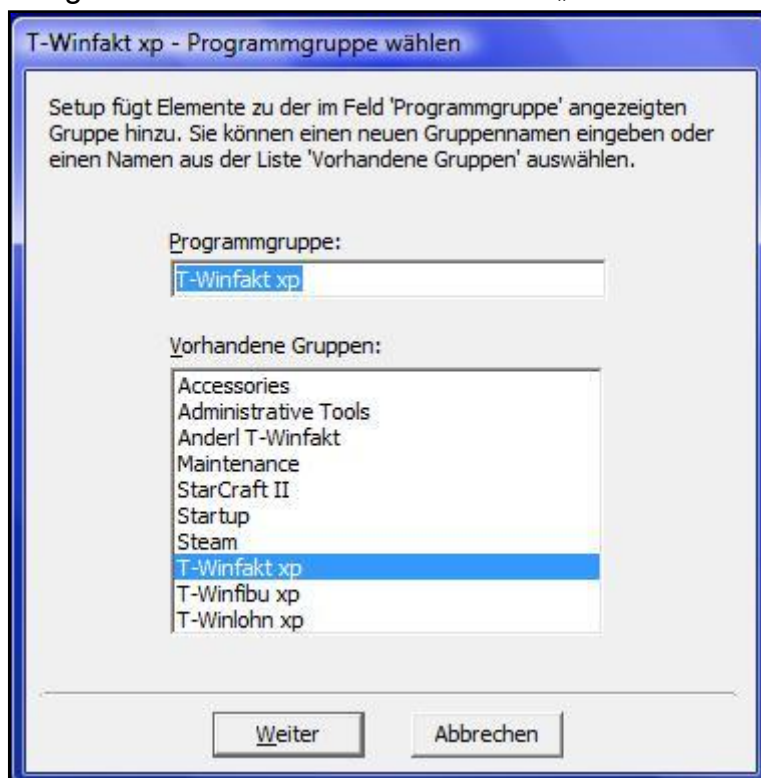 T-Winfakt xp - Programmgruppe wählen
Setup fügt Elemente zu der im Feld 'Programmgruppe' angezeigten
Gruppe hinzu. Sie können einen neuen Gruppennamen eingeben oder
einen Namen aus der Liste 'Vorhandene Gruppen' auswählen.
Programmgruppe:
T-Winfakt xp
Vorhandene Gruppen:
Accessories
Administrative Tools
Anderl T-Winfakt
Maintenance
StarCraft II
Startup
Steam
T-Winfakt xp
T-Winfibu xp
T-Winlohn xp
Weiter
Abbrechen